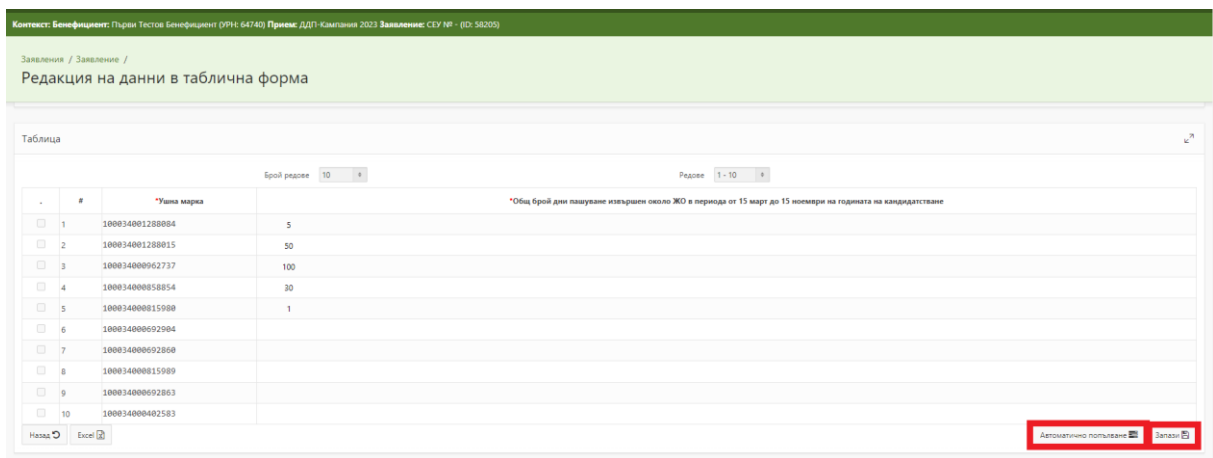 Контекст: Бенефициент: Първи Тестов Бенефициент (УРН: 64740) Прием: ДДП-Кампания 2023 Заявление: СЕУ № - (ID: 58205)
Заявления / Заявление /
Редакция на данни в таблична форма
Таблица
Брой редове 10 Редове 1 - 10
. # *Ушна марка *Общ брой дни пашуване извършен около ЖО в периода от 15 март до 15 ноември на годината на кандидатстване
1 100034001288084 5
2 100034001288015 50
3 100034000962737 100
4 100034000858854 30
5 100034000815980 1
6 100034000692904
7 100034000692860
8 100034000815989
9 100034000692863
10 100034000402583
Назад Excel Автоматично попълване Запази